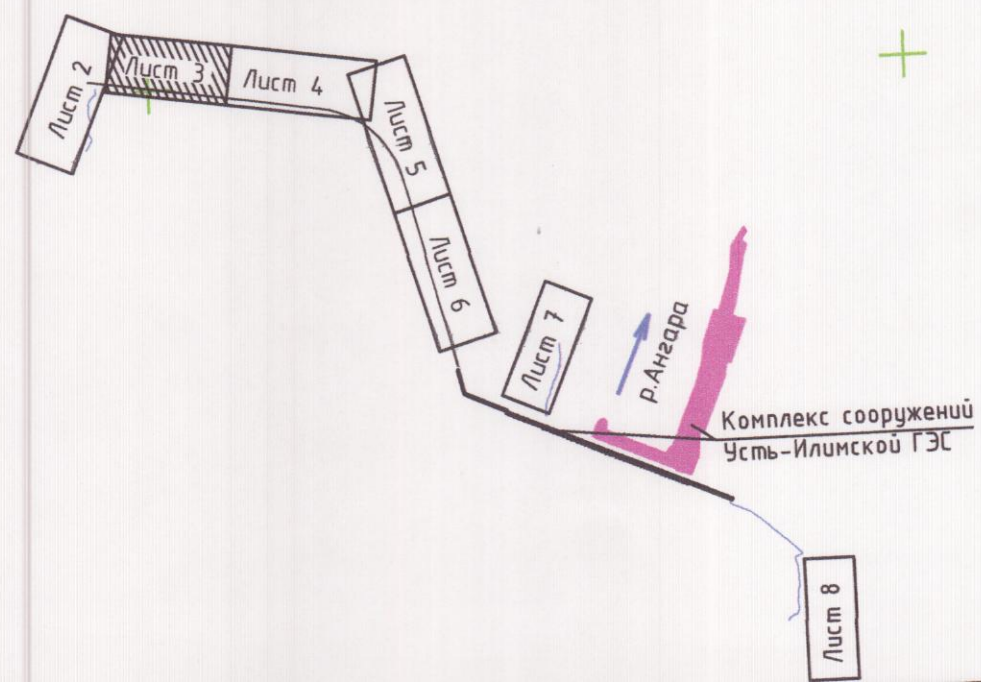 Лист 2
Лист 3
Лист 4
Лист 5
Лист 6
Лист 7
р.Ангара
Комплекс сооружений
Усть-Илимской ГЭС
Лист 8